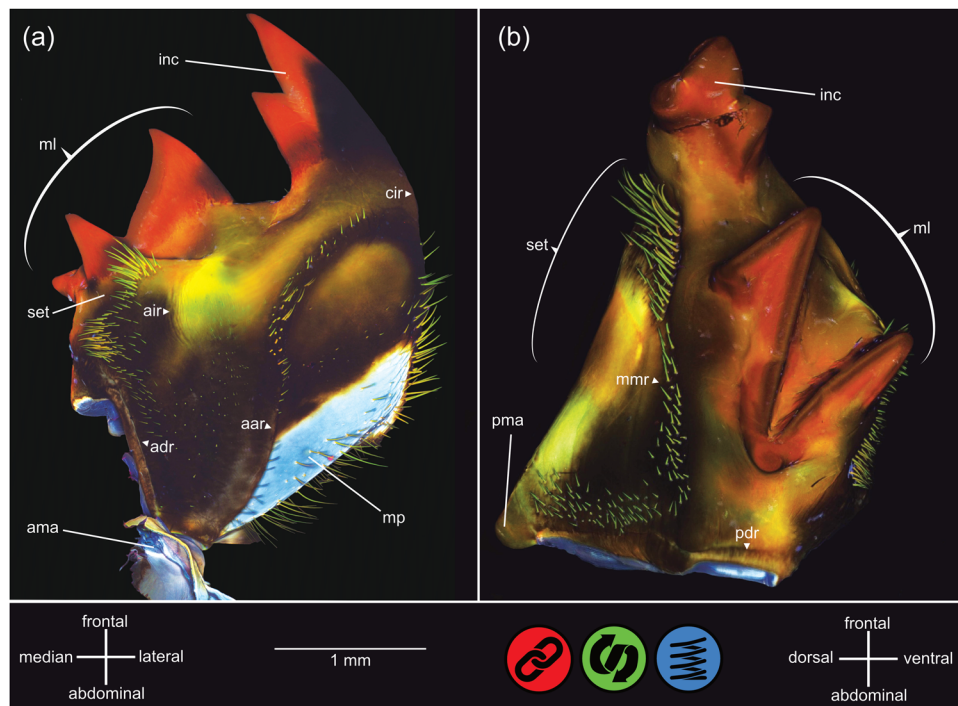 (a)
inc
ml
cir
set
air
aar
adr
ama
mp
(b)
inc
set
ml
mmr
pma
pdr
frontal
median lateral
abdominal
1 mm
frontal
dorsal ventral
abdominal